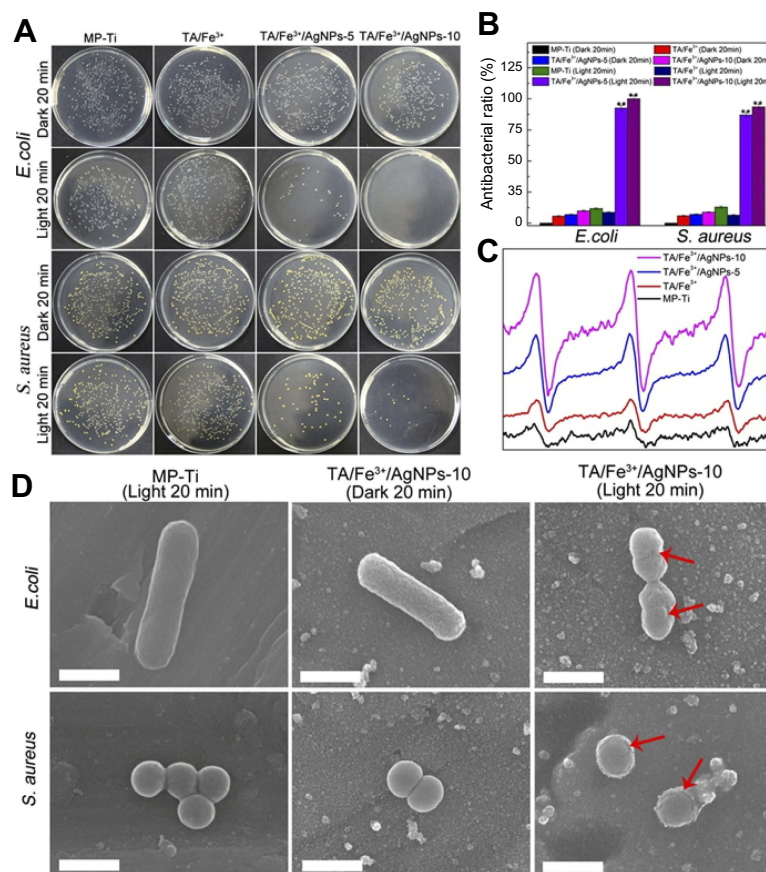 A
MP-Ti
TA/Fe³⁺
TA/Fe³⁺/AgNPs-5
TA/Fe³⁺/AgNPs-10
E.coli
Dark 20 min
Light 20 min
S. aureus
Dark 20 min
Light 20 min
B
Antibacterial ratio (%)
125
100
75
50
35
0
MP-Ti (Dark 20min)
TA/Fe³⁺ (Dark 20min)
TA/Fe³⁺/AgNPs-5 (Dark 20min)
TA/Fe³⁺/AgNPs-10 (Dark 20m
MP-Ti (Light 20min)
TA/Fe³⁺ (Light 20min)
TA/Fe³⁺/AgNPs-5 (Light 20min)
TA/Fe³⁺/AgNPs-10 (Light 20m
**
**
**
**
E.coli
S. aureus
C
TA/Fe³⁺/AgNPs-10
TA/Fe³⁺/AgNPs-5
TA/Fe³⁺
MP-Ti
D
MP-Ti
(Light 20 min)
TA/Fe³⁺/AgNPs-10
(Dark 20 min)
TA/Fe³⁺/AgNPs-10
(Light 20 min)
E.coli
S. aureus